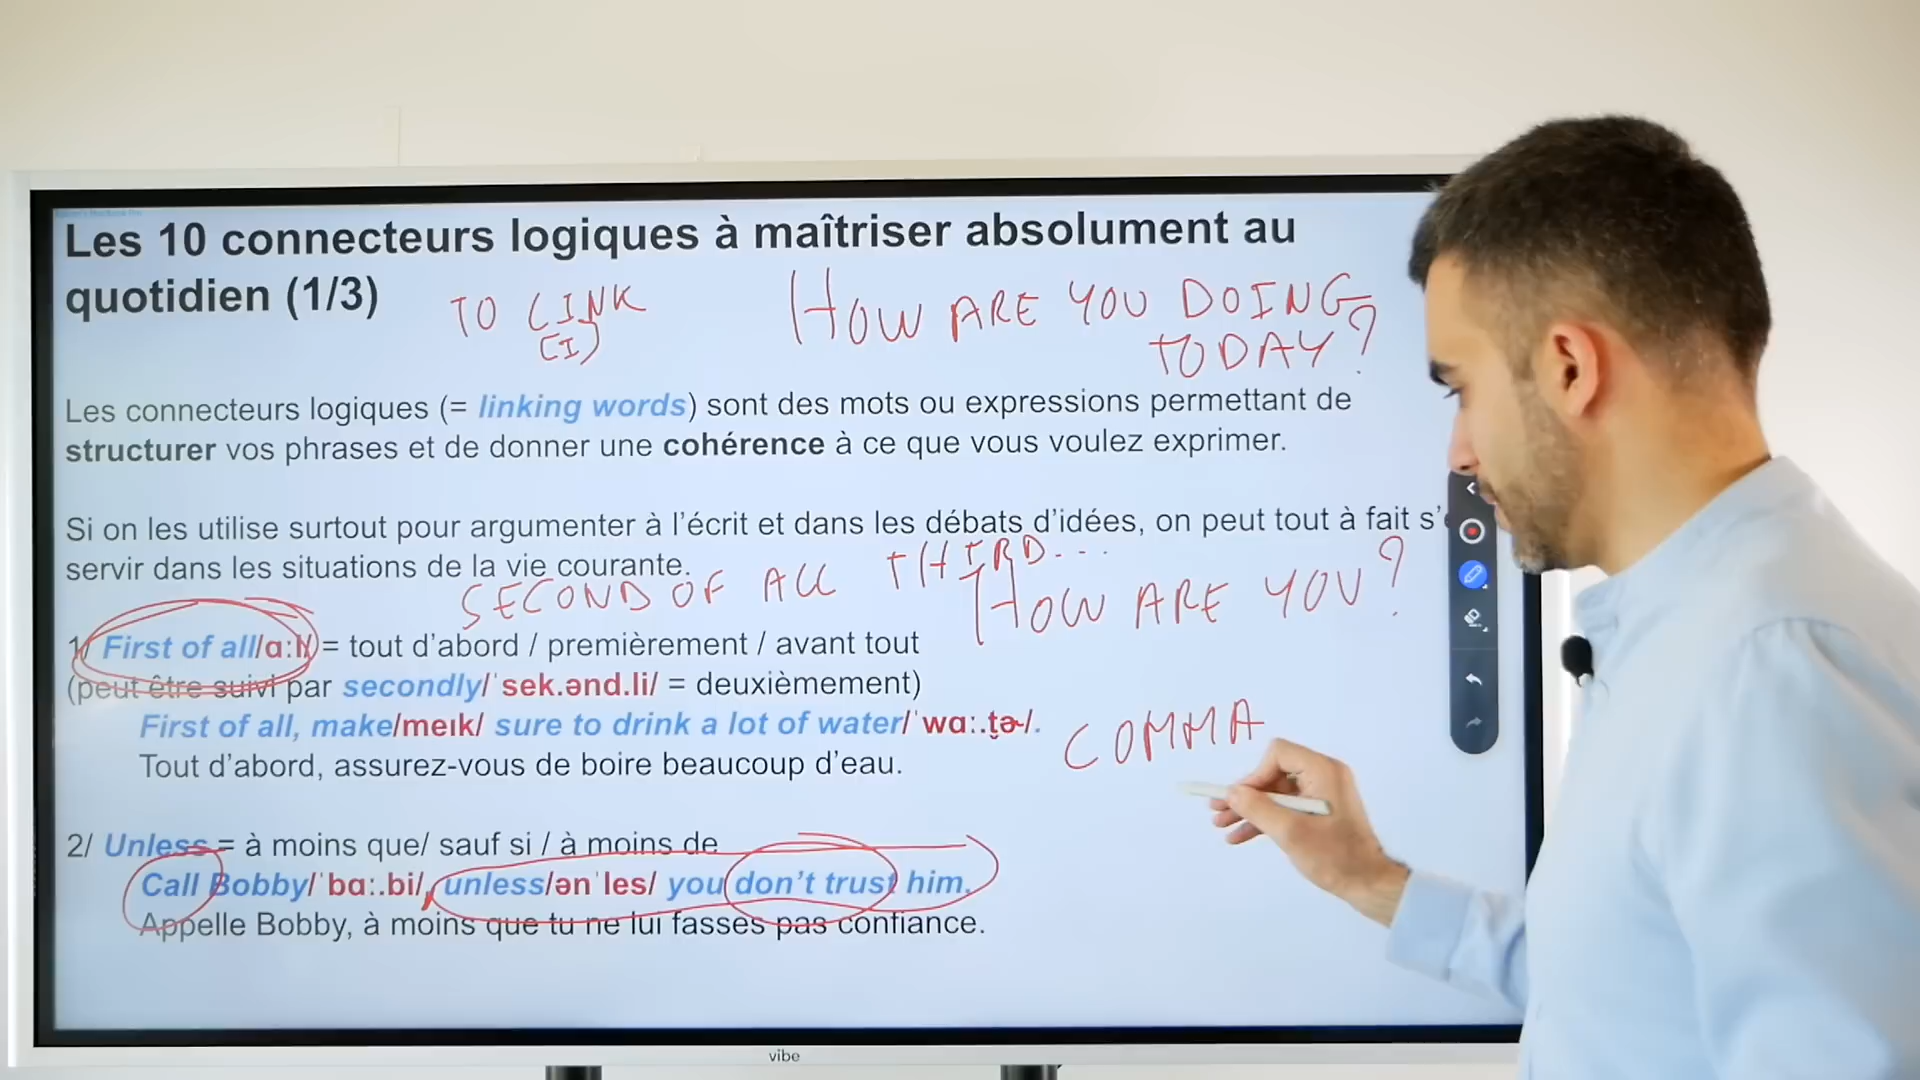 Les 10 connecteurs logiques à maîtriser absolument au
quotidien (1/3)
TO LINK
(I)
HOW ARE YOU DOING
TODAY?
Les connecteurs logiques (= linking words) sont des mots ou expressions permettant de
structurer vos phrases et de donner une cohérence à ce que vous voulez exprimer.
Si on les utilise surtout pour argumenter à l’écrit et dans les débats d’idées, on peut tout à fait s’
servir dans les situations de la vie courante.
SECOND OF ALL THIRD...
HOW ARE YOU?
1/ First of all/ɑːl/ = tout d’abord / premièrement / avant tout
(peut être suivi par secondly/ˈsek.ənd.li/ = deuxièmement)
First of all, make/meɪk/ sure to drink a lot of water/ˈwɑː.t̬ɚ/.
Tout d’abord, assurez-vous de boire beaucoup d’eau.
COMMA
2/ Unless = à moins que/ sauf si / à moins de
Call Bobby/ˈbɑː.bi/, unless/ənˈles/ you don’t trust him.
Appelle Bobby, à moins que tu ne lui fasses pas confiance.
vibe